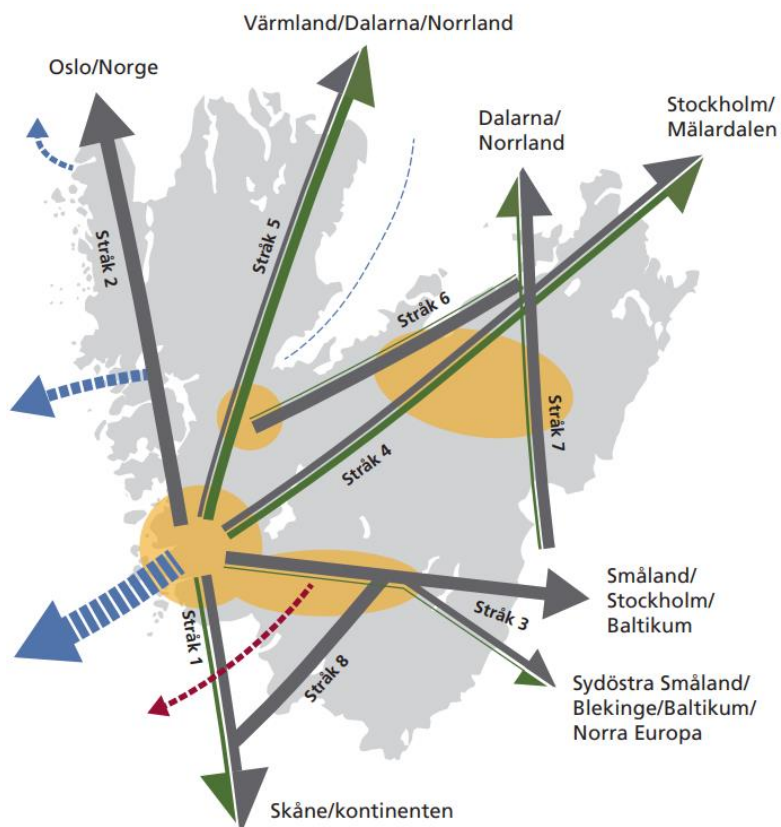 Värmland/Dalarna/Norrland
Oslo/Norge
Dalarna/
Norrland
Stockholm/
Mälardalen
Stråk 2
Stråk 5
Stråk 6
Stråk 4
Stråk 7
Stråk 3
Stråk 1
Stråk 8
Småland/
Stockholm/
Baltikum
Sydöstra Småland/
Blekinge/Baltikum/
Norra Europa
Skåne/kontinenten